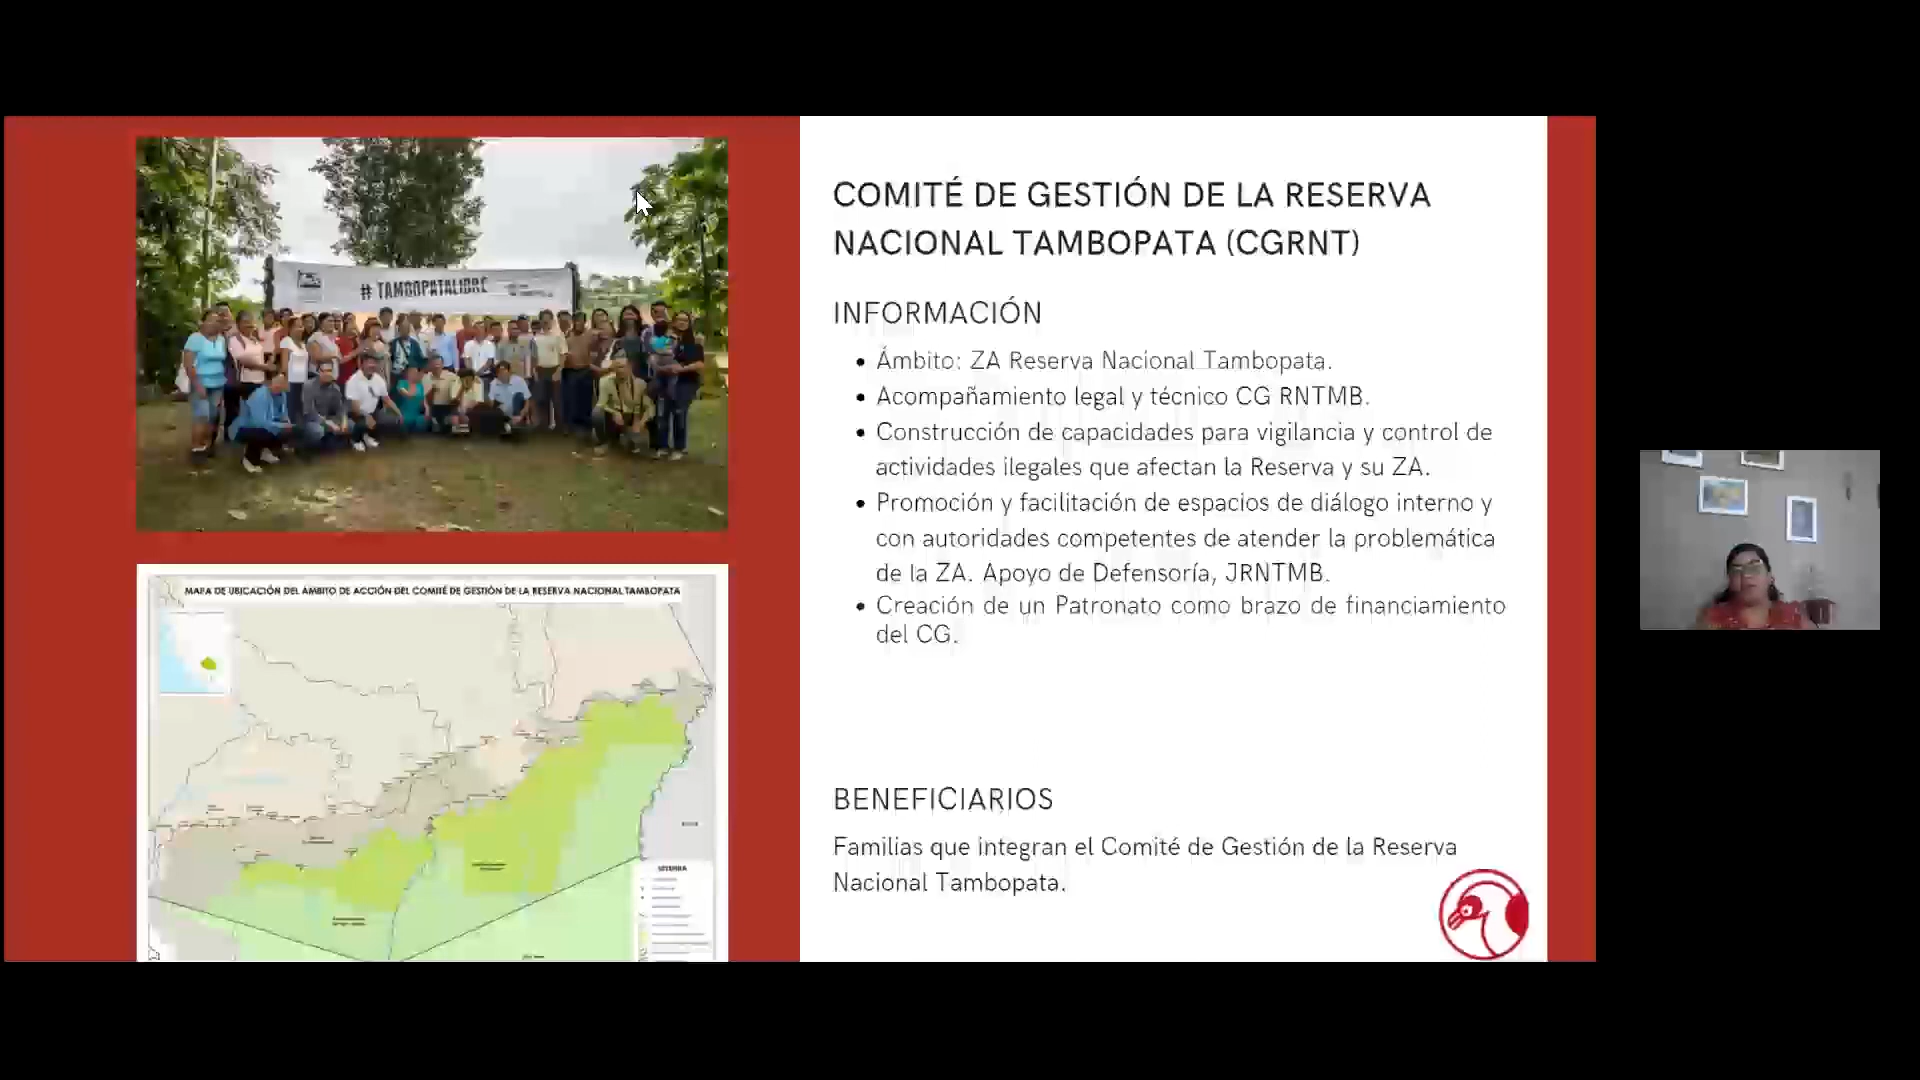 # TAMBOPATALIBRE
MAPA DE UBICACIÓN DEL ÁMBITO DE ACCIÓN DEL COMITÉ DE GESTIÓN DE LA RESERVA NACIONAL TAMBOPATA
LEYENDA
COMITÉ DE GESTIÓN DE LA RESERVA
NACIONAL TAMBOPATA (CGRNT)
INFORMACIÓN
• Ámbito: ZA Reserva Nacional Tambopata.
• Acompañamiento legal y técnico CG RNTMB.
• Construcción de capacidades para vigilancia y control de
actividades ilegales que afectan la Reserva y su ZA.
• Promoción y facilitación de espacios de diálogo interno y
con autoridades competentes de atender la problemática
de la ZA. Apoyo de Defensoría, JRNTMB.
• Creación de un Patronato como brazo de financiamiento
del CG.
BENEFICIARIOS
Familias que integran el Comité de Gestión de la Reserva
Nacional Tambopata.